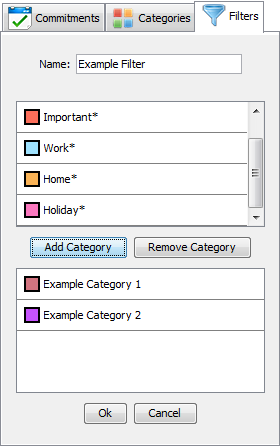 Commitments Categories Filters
Name: Example Filter
Important*
Work*
Home*
Holiday*
Add Category Remove Category
Example Category 1
Example Category 2
Ok Cancel